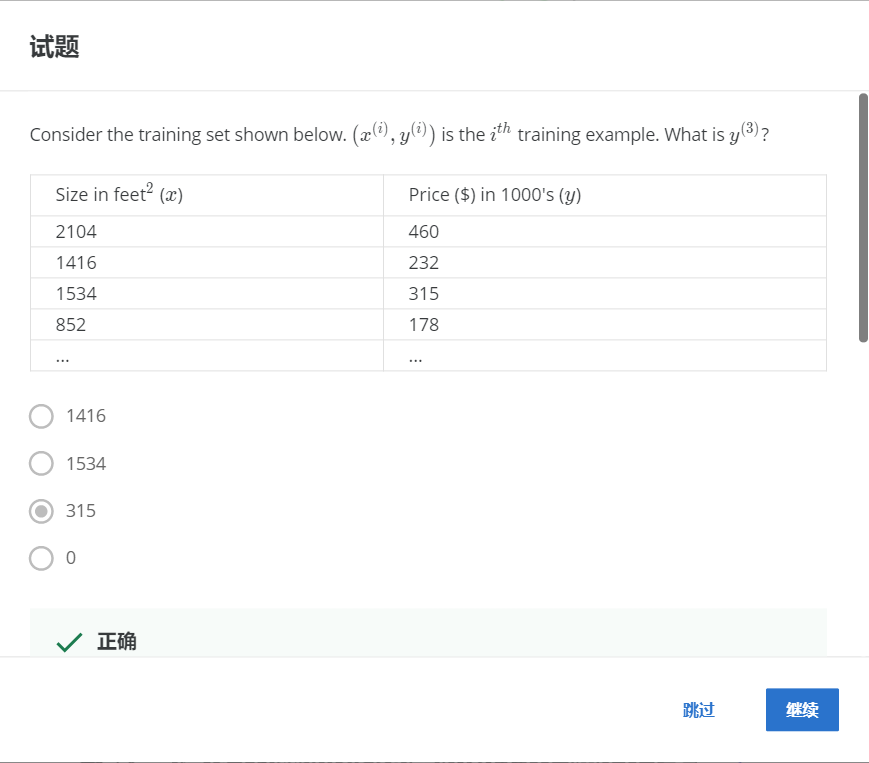 试题
Consider the training set shown below. (x^(i), y^(i)) is the i^th training example. What is y^(3)?
Size in feet² (x) Price ($) in 1000's (y)
2104 460
1416 232
1534 315
852 178
... ...
1416
1534
315
0
正确
跳过 继续